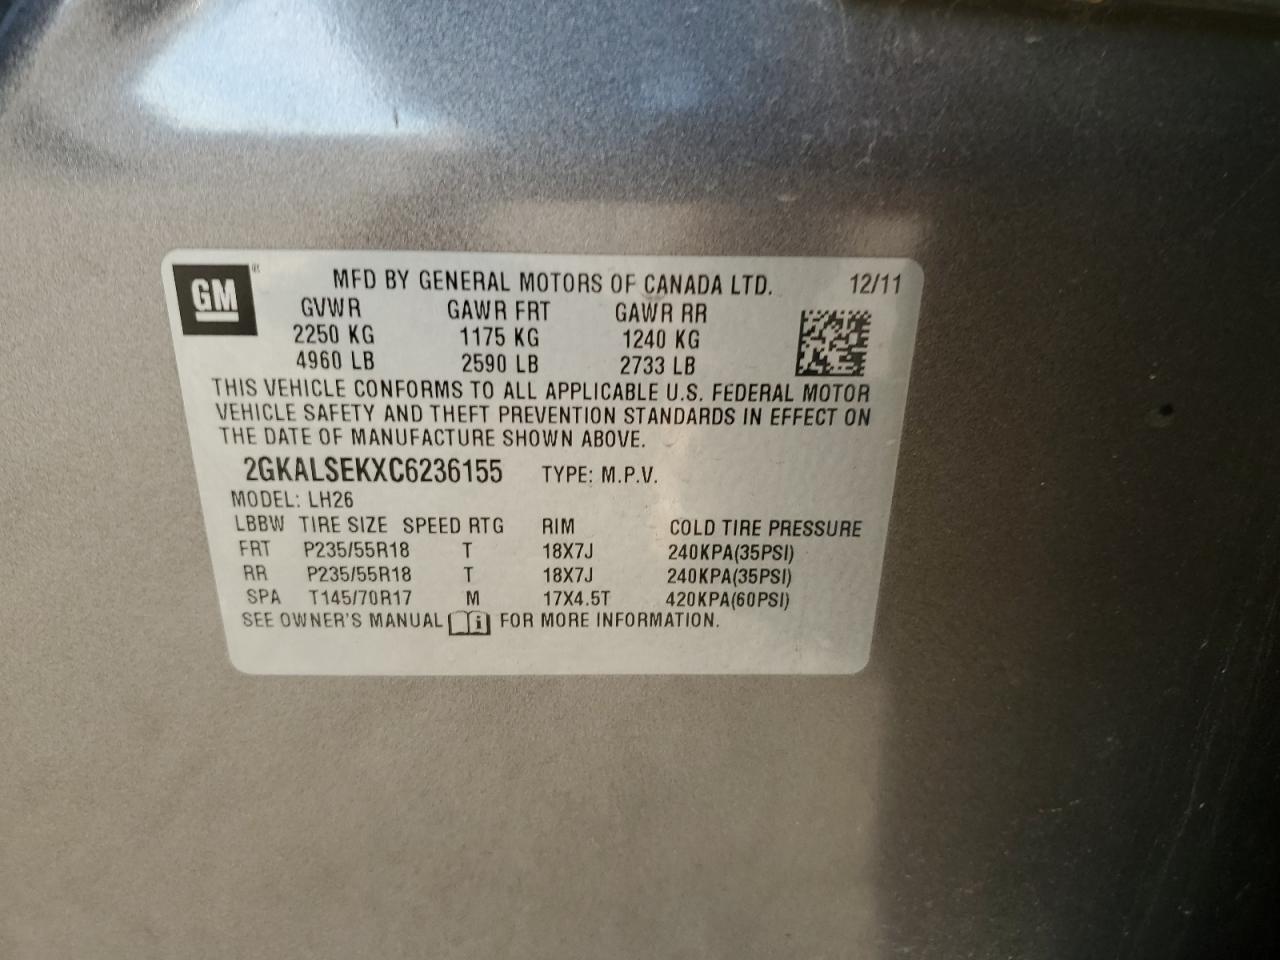 GM ®
MFD BY GENERAL MOTORS OF CANADA LTD. 12/11
GVWR GAWR FRT GAWR RR
2250 KG 1175 KG 1240 KG
4960 LB 2590 LB 2733 LB
THIS VEHICLE CONFORMS TO ALL APPLICABLE U.S. FEDERAL MOTOR
VEHICLE SAFETY AND THEFT PREVENTION STANDARDS IN EFFECT ON
THE DATE OF MANUFACTURE SHOWN ABOVE.
2GKALSEKXC6236155 TYPE: M.P.V.
MODEL: LH26
LBBW TIRE SIZE SPEED RTG RIM COLD TIRE PRESSURE
FRT P235/55R18 T 18X7J 240KPA(35PSI)
RR P235/55R18 T 18X7J 240KPA(35PSI)
SPA T145/70R17 M 17X4.5T 420KPA(60PSI)
SEE OWNER'S MANUAL i FOR MORE INFORMATION.